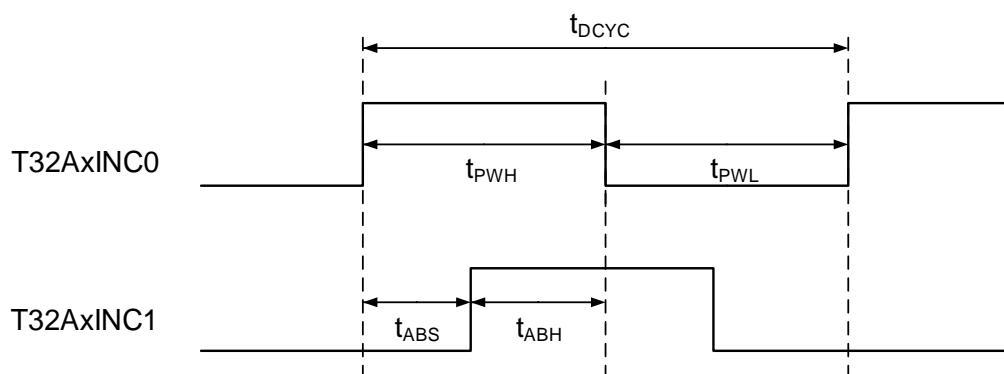 tDCYC
T32AxINC0
tPWH
tPWL
T32AxINC1
tABS
tABH